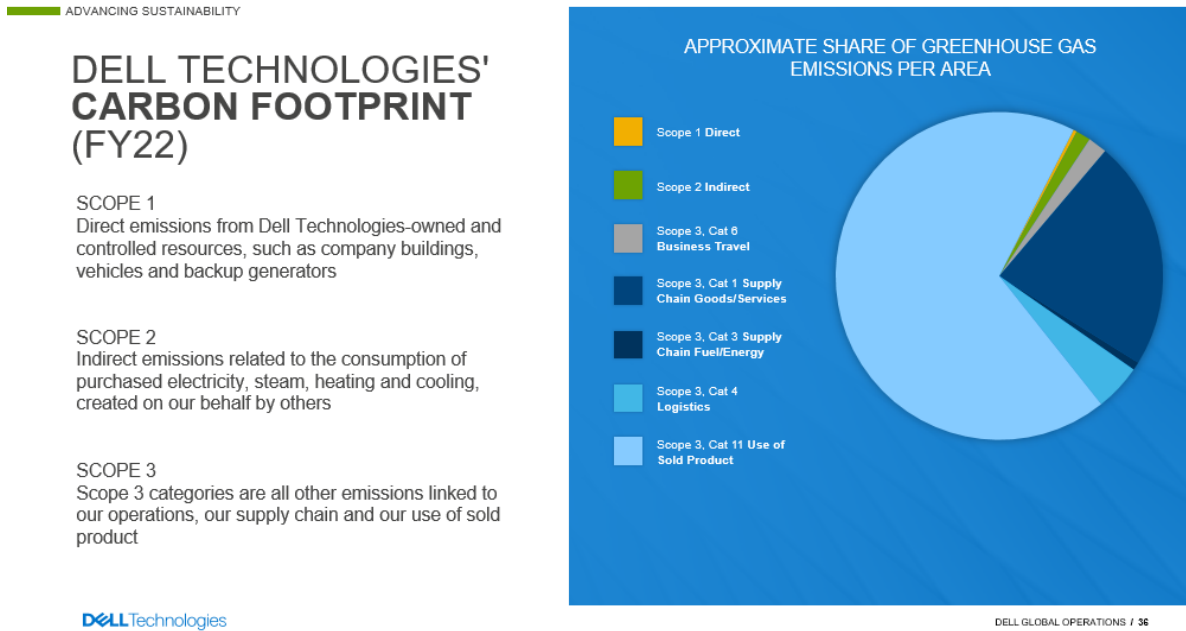 ADVANCING SUSTAINABILITY
DELL TECHNOLOGIES'
CARBON FOOTPRINT
(FY22)
SCOPE 1
Direct emissions from Dell Technologies-owned and
controlled resources, such as company buildings,
vehicles and backup generators
SCOPE 2
Indirect emissions related to the consumption of
purchased electricity, steam, heating and cooling,
created on our behalf by others
SCOPE 3
Scope 3 categories are all other emissions linked to
our operations, our supply chain and our use of sold
product
DELLTechnologies
APPROXIMATE SHARE OF GREENHOUSE GAS
EMISSIONS PER AREA
Scope 1 Direct
Scope 2 Indirect
Scope 3, Cat 6
Business Travel
Scope 3, Cat 1 Supply
Chain Goods/Services
Scope 3, Cat 3 Supply
Chain Fuel/Energy
Scope 3, Cat 4
Logistics
Scope 3, Cat 11 Use of
Sold Product
DELL GLOBAL OPERATIONS / 36